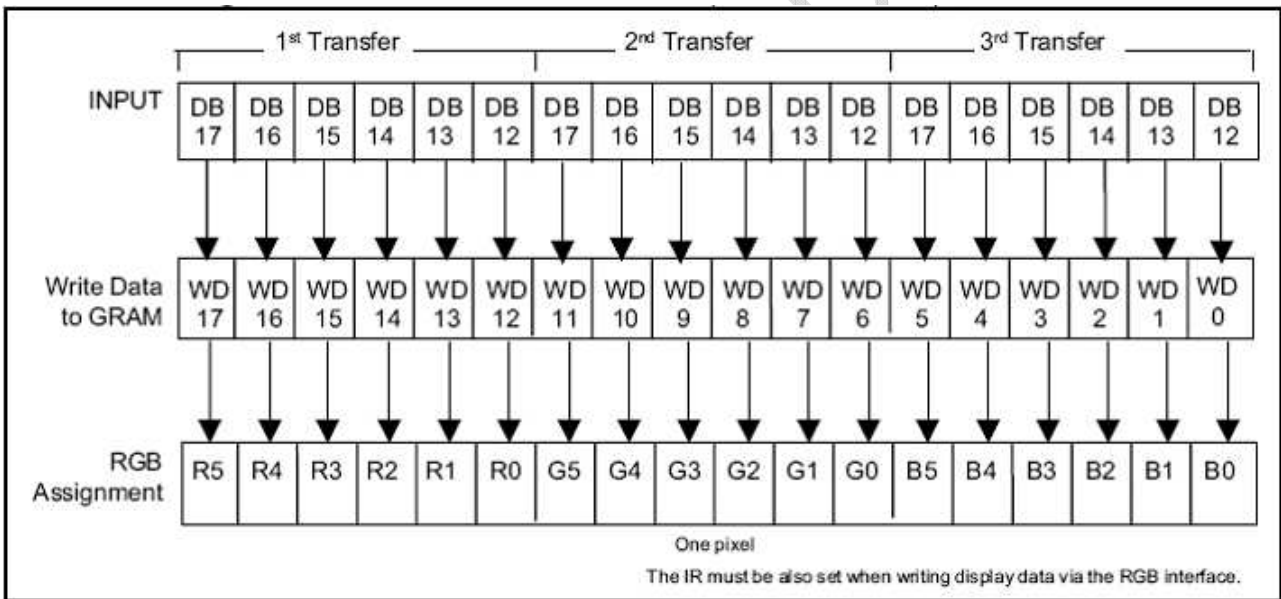 1st Transfer 2nd Transfer 3rd Transfer
INPUT DB 17 DB 16 DB 15 DB 14 DB 13 DB 12 DB 17 DB 16 DB 15 DB 14 DB 13 DB 12 DB 17 DB 16 DB 15 DB 14 DB 13 DB 12
Write Data to GRAM WD 17 WD 16 WD 15 WD 14 WD 13 WD 12 WD 11 WD 10 WD 9 WD 8 WD 7 WD 6 WD 5 WD 4 WD 3 WD 2 WD 1 WD 0
RGB Assignment R5 R4 R3 R2 R1 R0 G5 G4 G3 G2 G1 G0 B5 B4 B3 B2 B1 B0
One pixel
The IR must be also set when writing display data via the RGB interface.